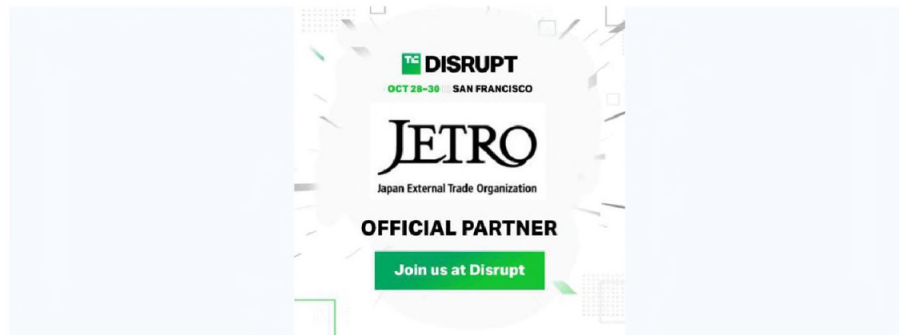 TC DISRUPT
OCT 28-30 SAN FRANCISCO
JETRO
Japan External Trade Organization
OFFICIAL PARTNER
Join us at Disrupt